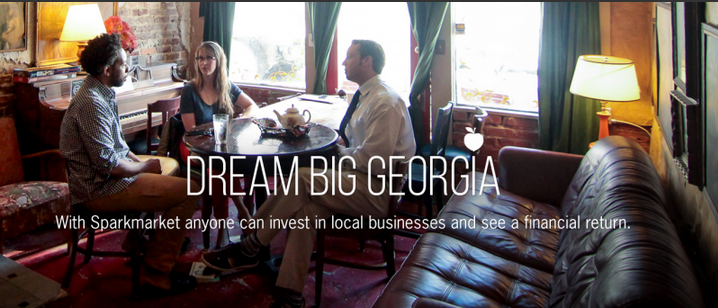 DREAM BIG GEORGIA
With Sparkmarket anyone can invest in local businesses and see a financial return.